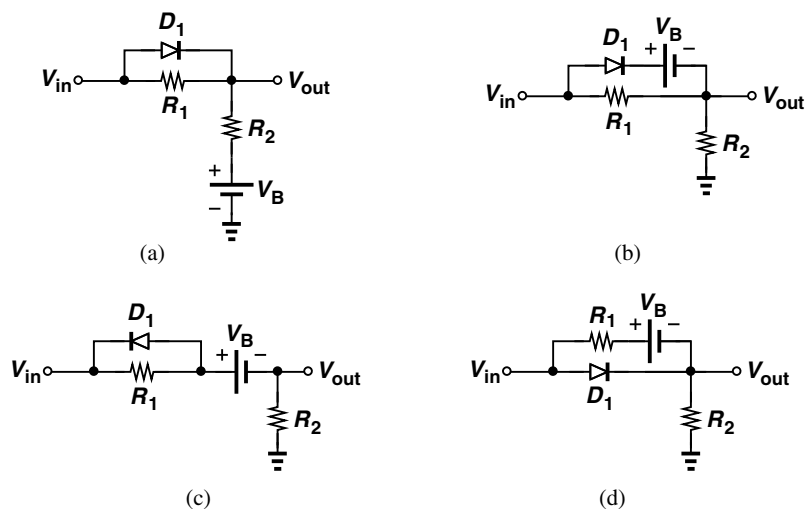 D1
Vin
R1
Vout
R2
+
VB
−
(a)
VB
D1
+
−
Vin
R1
Vout
R2
(b)
D1
VB
+
−
Vin
R1
Vout
R2
(c)
R1
VB
+
−
Vin
D1
Vout
R2
(d)